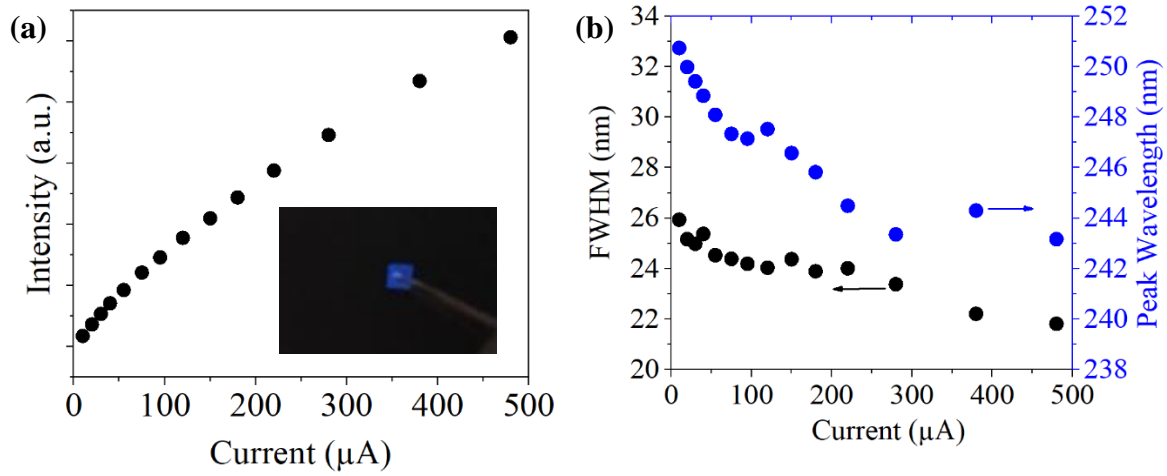 (a)
Intensity (a.u.)
0 100 200 300 400 500
Current (μA)
(b)
FWHM (nm)
34
32
30
28
26
24
22
20
252
250
248
246
244
242
240
238
Peak Wavelength (nm)
0 100 200 300 400 500
Current (μA)